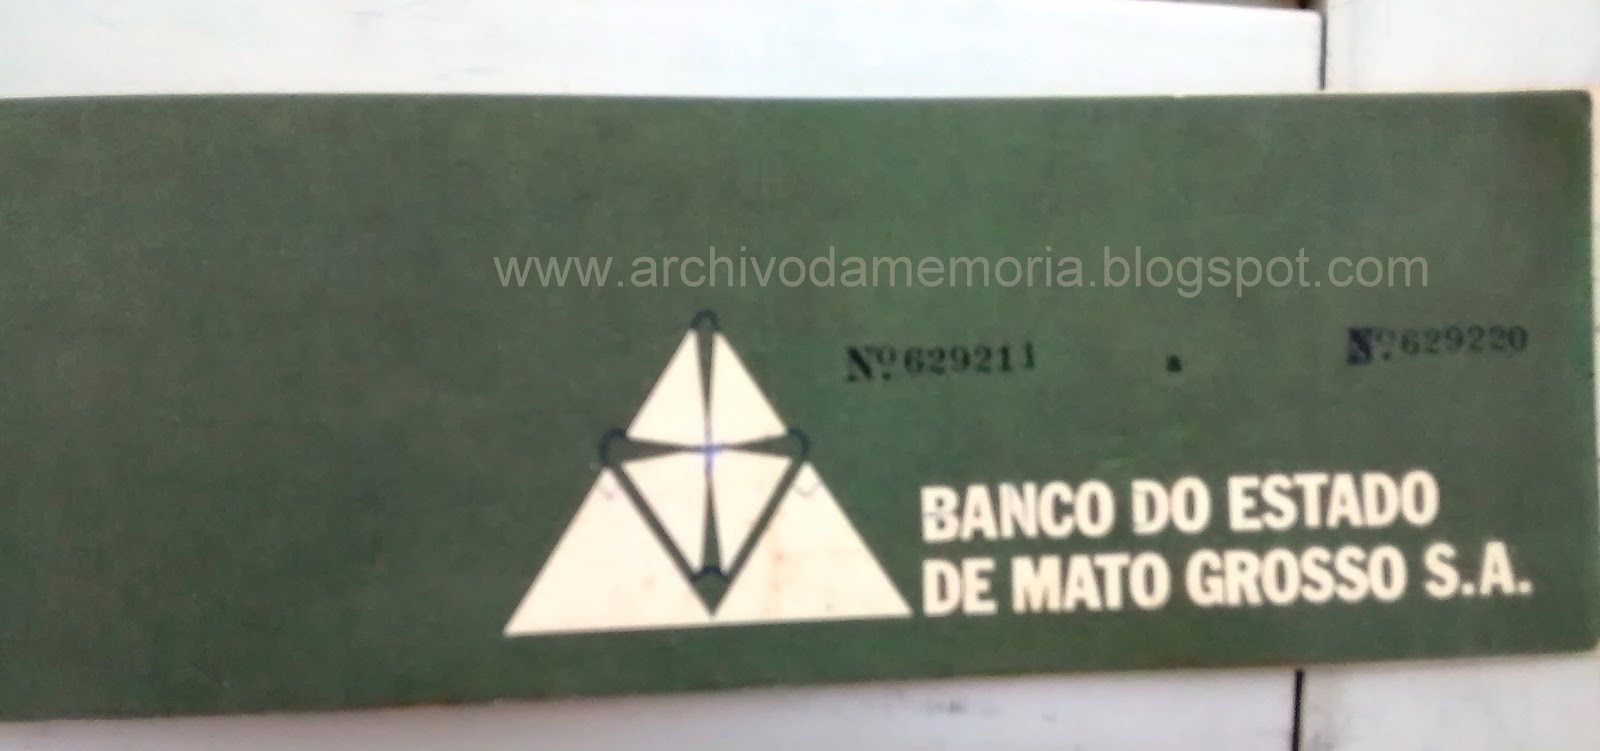 www.archivodamemoria.blogspot.com
Nº 629211 a Nº 629220
BANCO DO ESTADO
DE MATO GROSSO S.A.